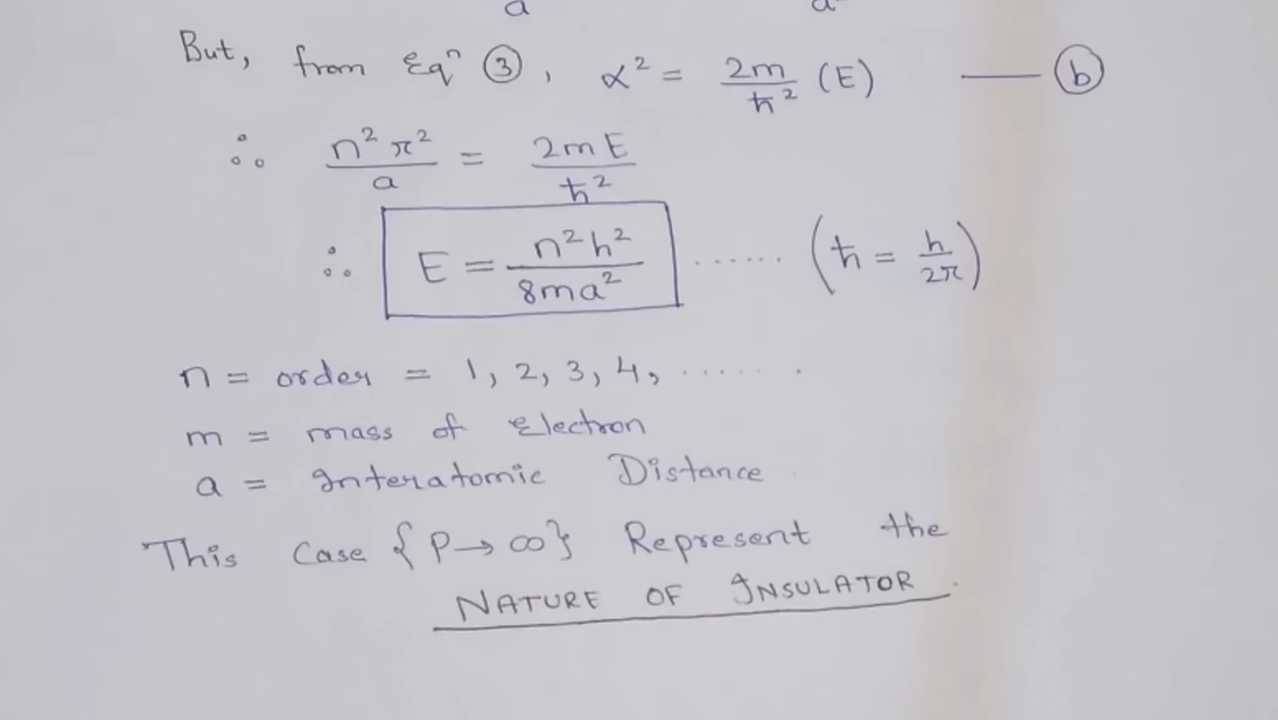 a a
But, from Eqⁿ ③, α² = 2m/ħ² (E) —— ⓑ
∴ n²π²/a = 2mE/ħ²
∴ E = n²h²/8ma² ...... (ħ = h/2π)
n = order = 1, 2, 3, 4, ...... .
m = mass of Electron
a = Interatomic Distance
This Case {P→∞} Represent the
NATURE OF INSULATOR.